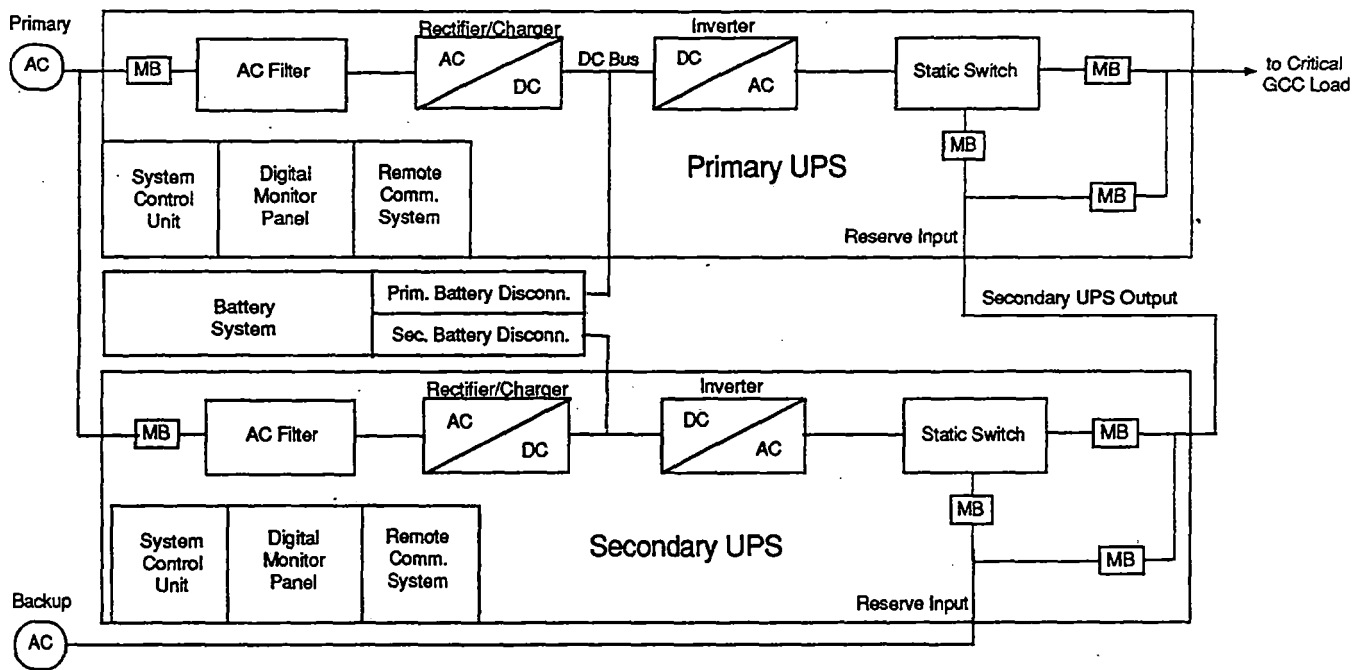 Primary
AC
MB
AC Filter
Rectifier/Charger
AC
DC
DC Bus
Inverter
DC
AC
Static Switch
MB
to Critical
GCC Load
MB
MB
System
Control
Unit
Digital
Monitor
Panel
Remote
Comm.
System
Primary UPS
Reserve Input
Battery
System
Prim. Battery Disconn.
Sec. Battery Disconn.
Secondary UPS Output
MB
AC Filter
Rectifier/Charger
AC
DC
Inverter
DC
AC
Static Switch
MB
MB
MB
System
Control
Unit
Digital
Monitor
Panel
Remote
Comm.
System
Secondary UPS
Reserve Input
Backup
AC